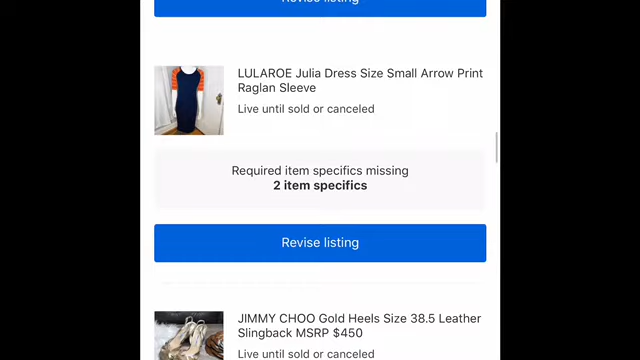 Revise listing
LULAROE Julia Dress Size Small Arrow Print
Raglan Sleeve
Live until sold or canceled
Required item specifics missing
2 item specifics
Revise listing
JIMMY CHOO Gold Heels Size 38.5 Leather
Slingback MSRP $450
Live until sold or canceled